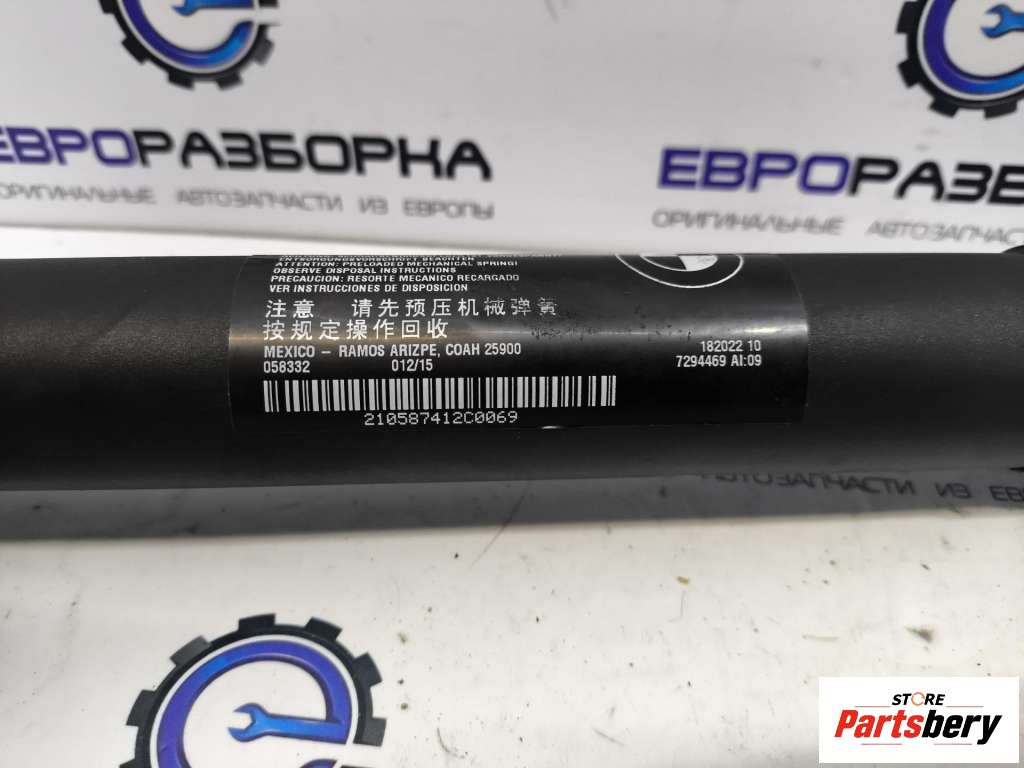 ЕВРОРАЗБОРКА
ОРИГИНАЛЬНЫЕ АВТОЗАПЧАСТИ ИЗ ЕВРОПЫ
ЕВРОРАЗБО
ОРИГИНАЛЬНЫЕ АВТОЗАПЧАС
ENTSORGUNGSVORSCHRIFT BEACHTEN
ATTENTION: PRELOADED MECHANICAL SPRING!
OBSERVE DISPOSAL INSTRUCTIONS
PRECAUCION: RESORTE MECANICO RECARGADO
VER INSTRUCCIONES DE DISPOSICION
注意 请先预压机械弹簧
按规定操作回收
MEXICO – RAMOS ARIZPE, COAH 25900
058332 012/15
182022 10
7294469 AI:09
210587412C0069
АВТОЗАПЧАСТИ ИЗ ЕВ
STORE
Partsbery